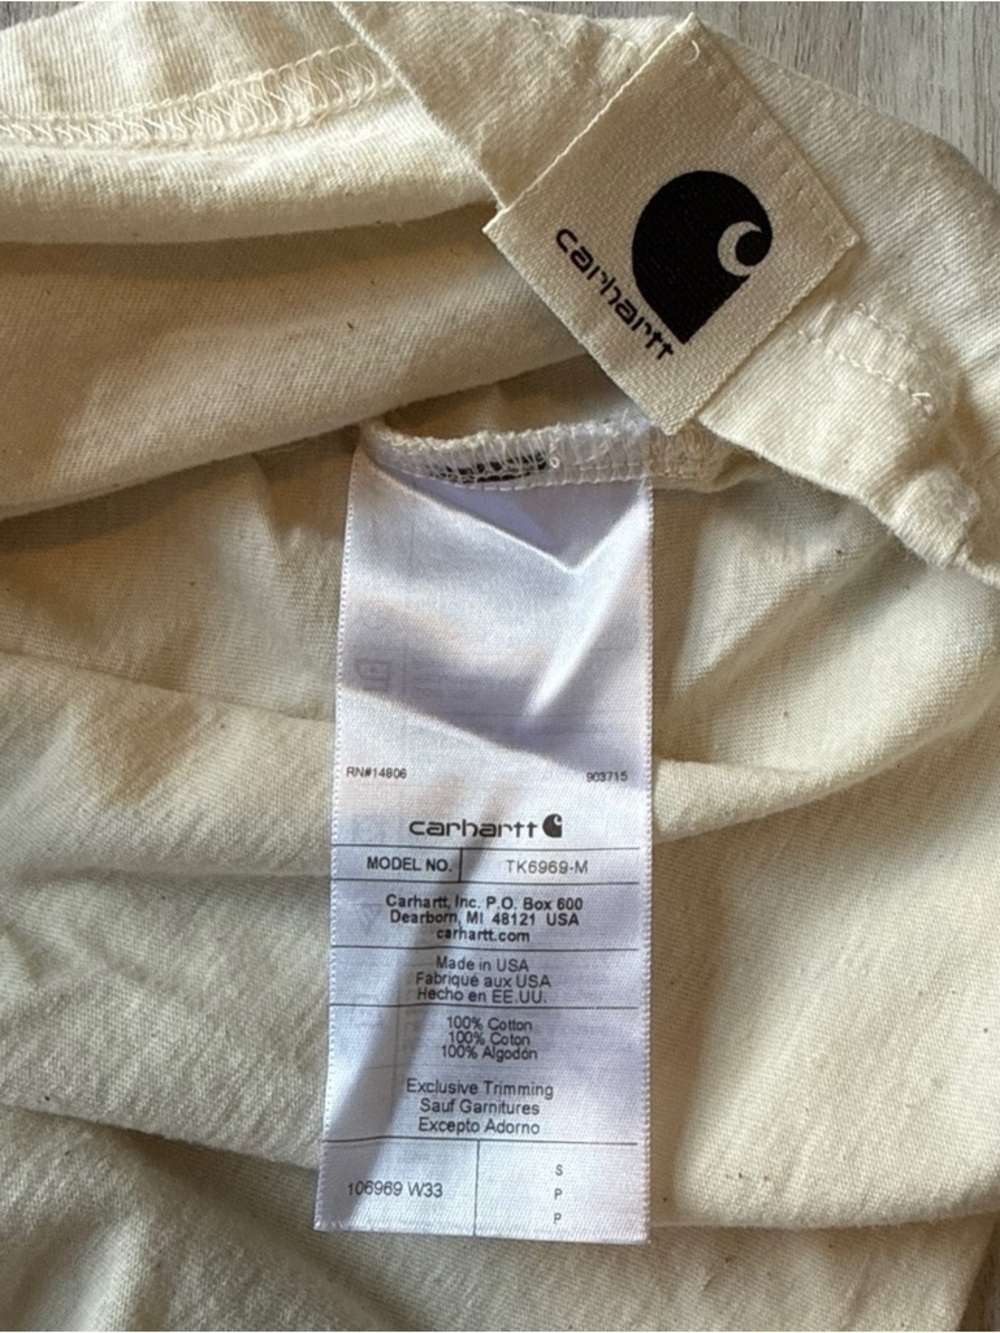 carhartt
RN#14806 903715
carhartt
MODEL NO. TK6969-M
Carhartt, Inc. P.O. Box 600
Dearborn, MI 48121 USA
carhartt.com
Made in USA
Fabriqué aux USA
Hecho en EE.UU.
100% Cotton
100% Coton
100% Algodón
Exclusive Trimming
Sauf Garnitures
Excepto Adorno
106969 W33
S
P
P